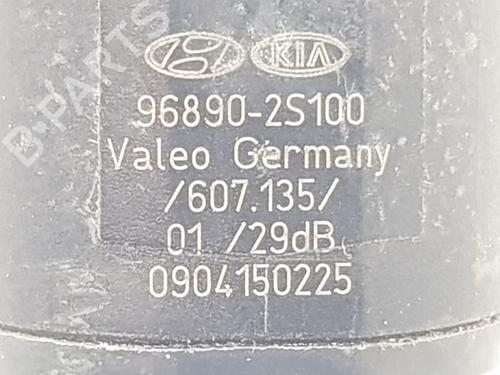 B-PARTS
KIA
96890-2S100
Valeo Germany
/607.135/
01 /29dB
0904150225